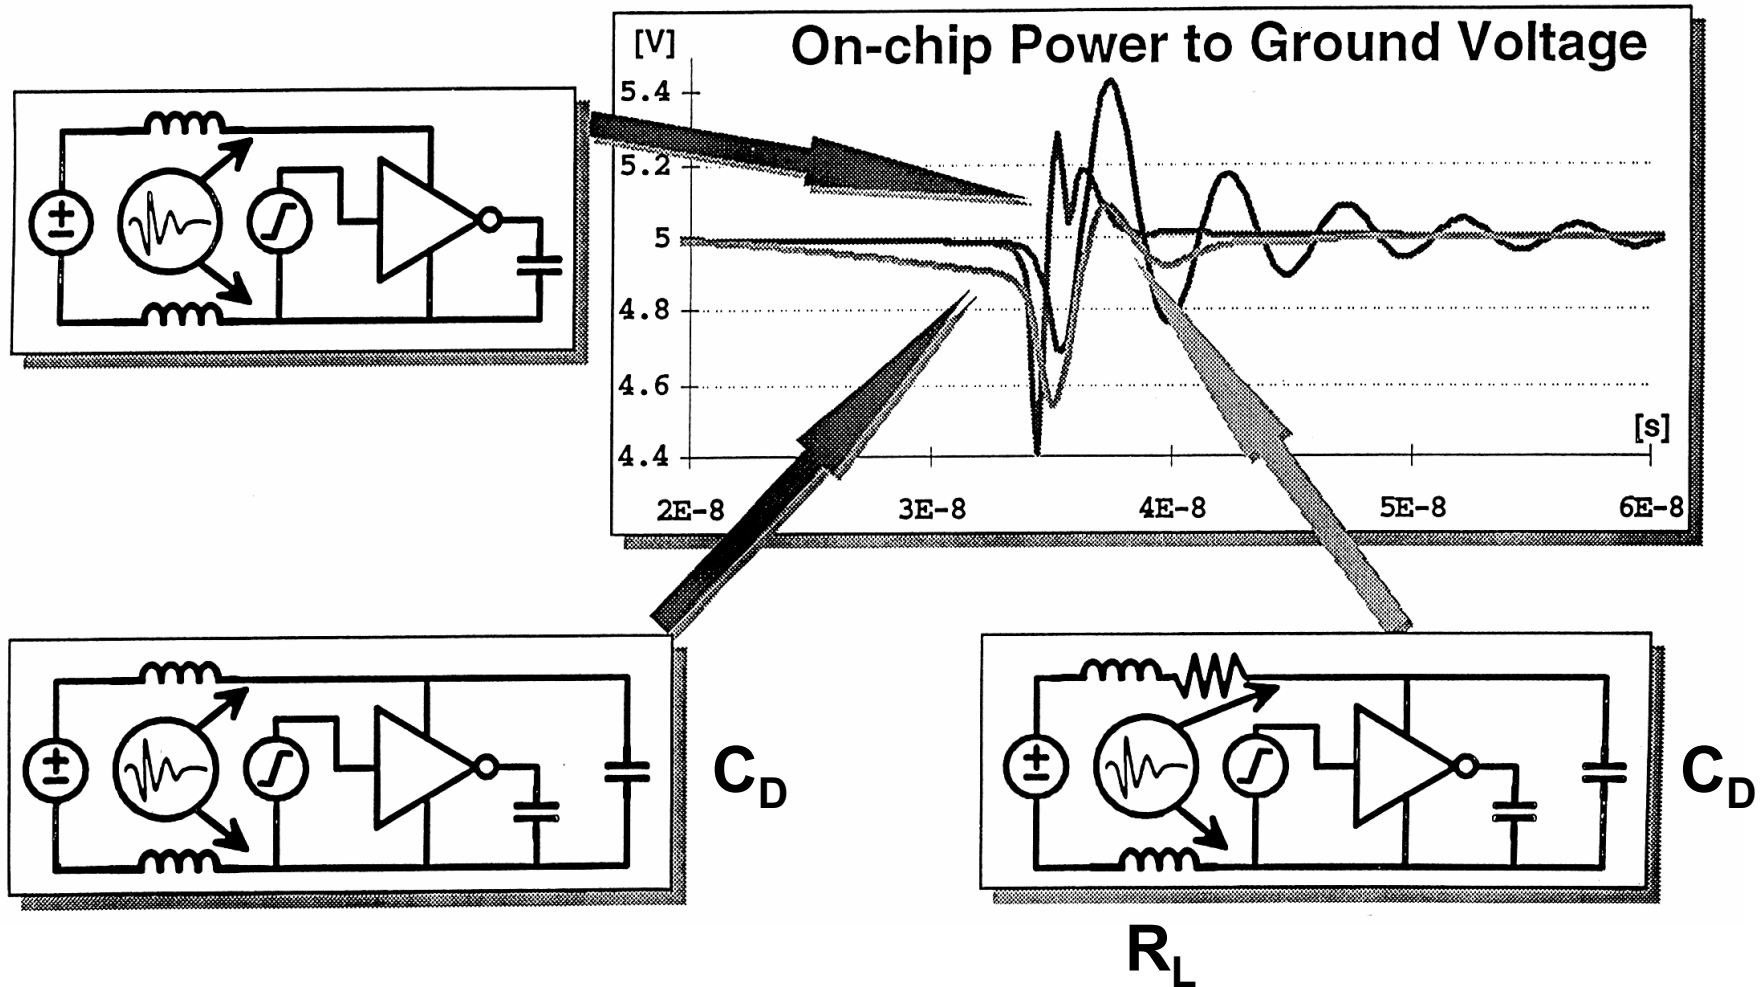 On-chip Power to Ground Voltage
[V]
5.4
5.2
5
4.8
4.6
4.4
[s]
2E-8 3E-8 4E-8 5E-8 6E-8
C_D
C_D
R_L